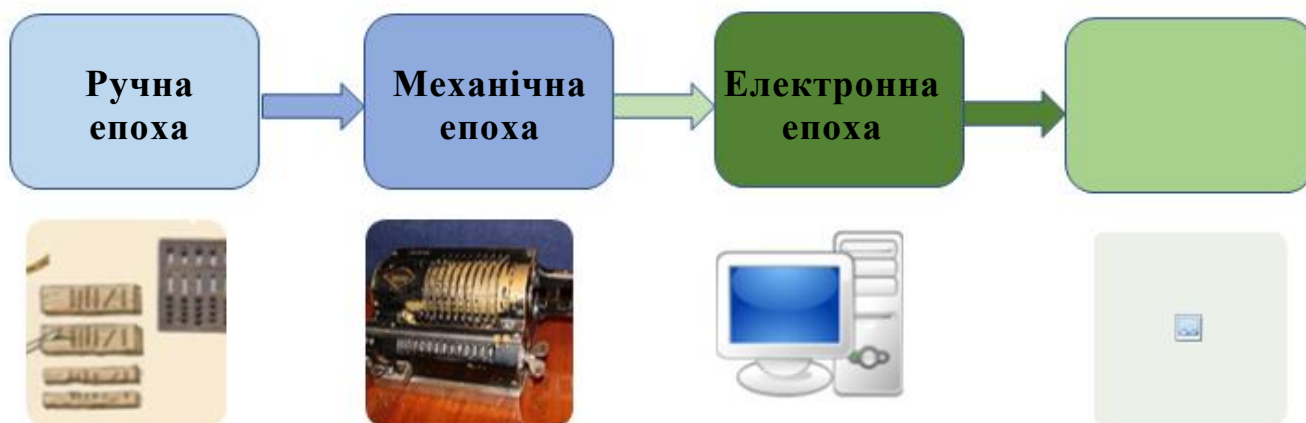 Ручна
епоха
Механічна
епоха
Електронна
епоха